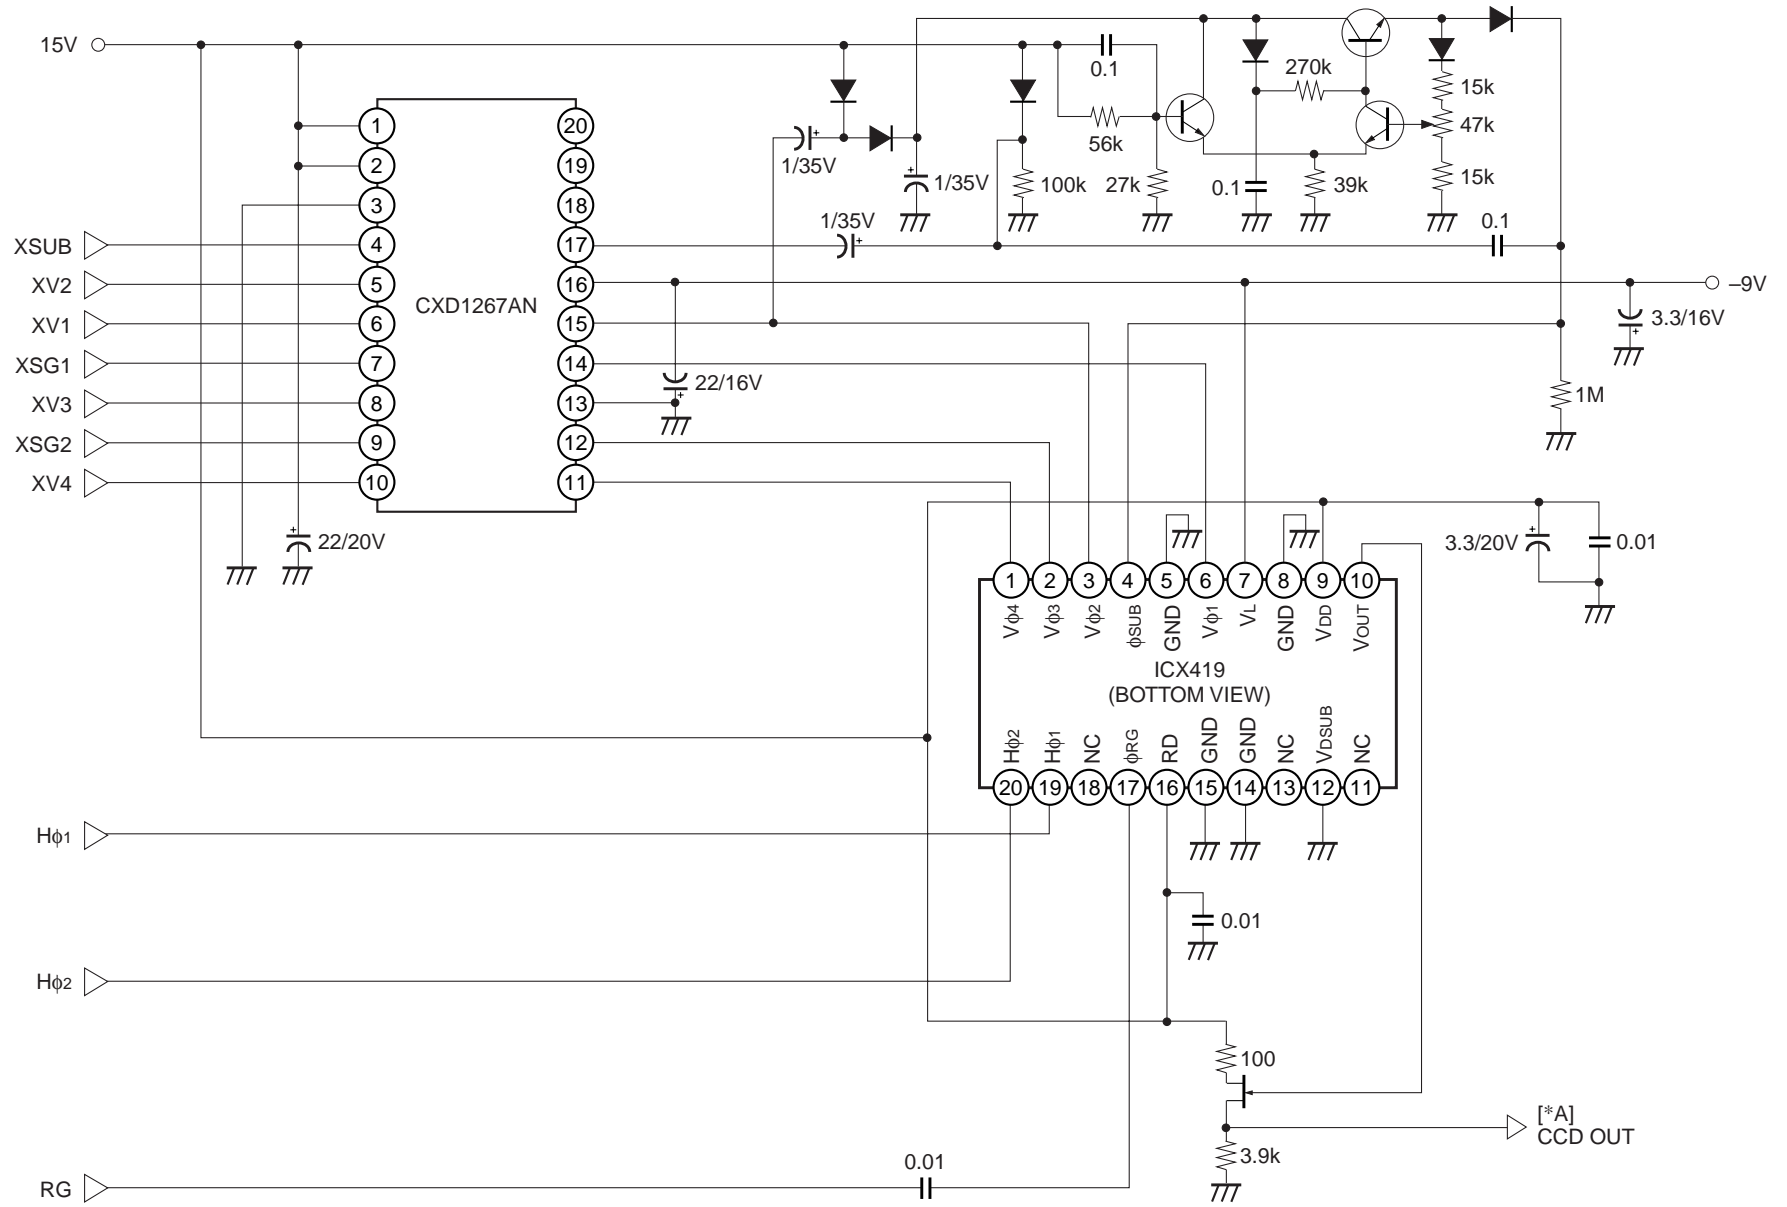 15V
0.1
270k
15k
56k
47k
1/35V
1/35V
100k
27k
0.1
39k
15k
1/35V
0.1
1
20
2
19
3
18
XSUB
4
17
XV2
5
16
–9V
CXD1267AN
XV1
6
15
3.3/16V
XSG1
7
14
22/16V
XV3
8
13
1M
XSG2
9
12
XV4
10
11
22/20V
3.3/20V
0.01
1
2
3
4
5
6
7
8
9
10
Vϕ4
Vϕ3
Vϕ2
ϕSUB
GND
Vϕ1
VL
GND
VDD
VOUT
ICX419
(BOTTOM VIEW)
Hϕ2
Hϕ1
NC
ϕRG
RD
GND
GND
NC
VDSUB
NC
20
19
18
17
16
15
14
13
12
11
Hϕ1
0.01
Hϕ2
100
[*A]
CCD OUT
3.9k
0.01
RG